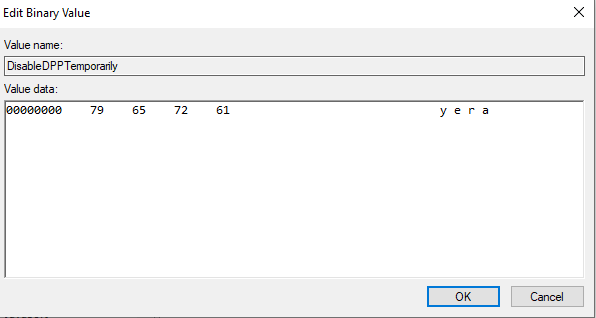 Edit Binary Value
Value name:
DisableDPPTemporarily
Value data:
00000000 79 65 72 61 y e r a
OK Cancel